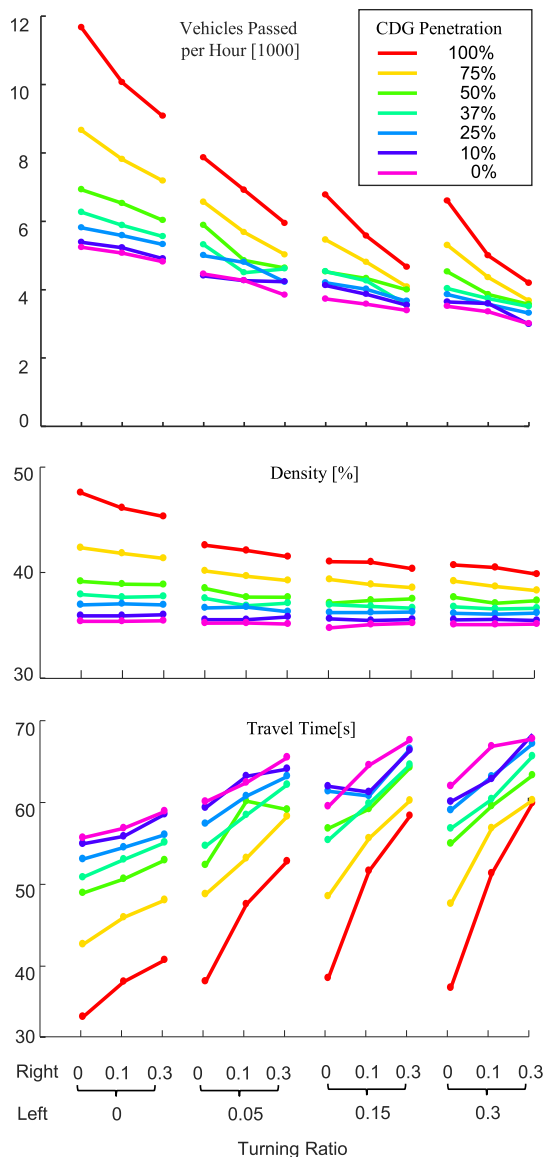 Vehicles Passed
per Hour [1000]
CDG Penetration
100%
75%
50%
37%
25%
10%
0%
12
10
8
6
4
2
0
Density [%]
50
40
30
Travel Time[s]
70
60
50
40
30
Right 0 0.1 0.3 0 0.1 0.3 0 0.1 0.3 0 0.1 0.3
Left 0 0.05 0.15 0.3
Turning Ratio